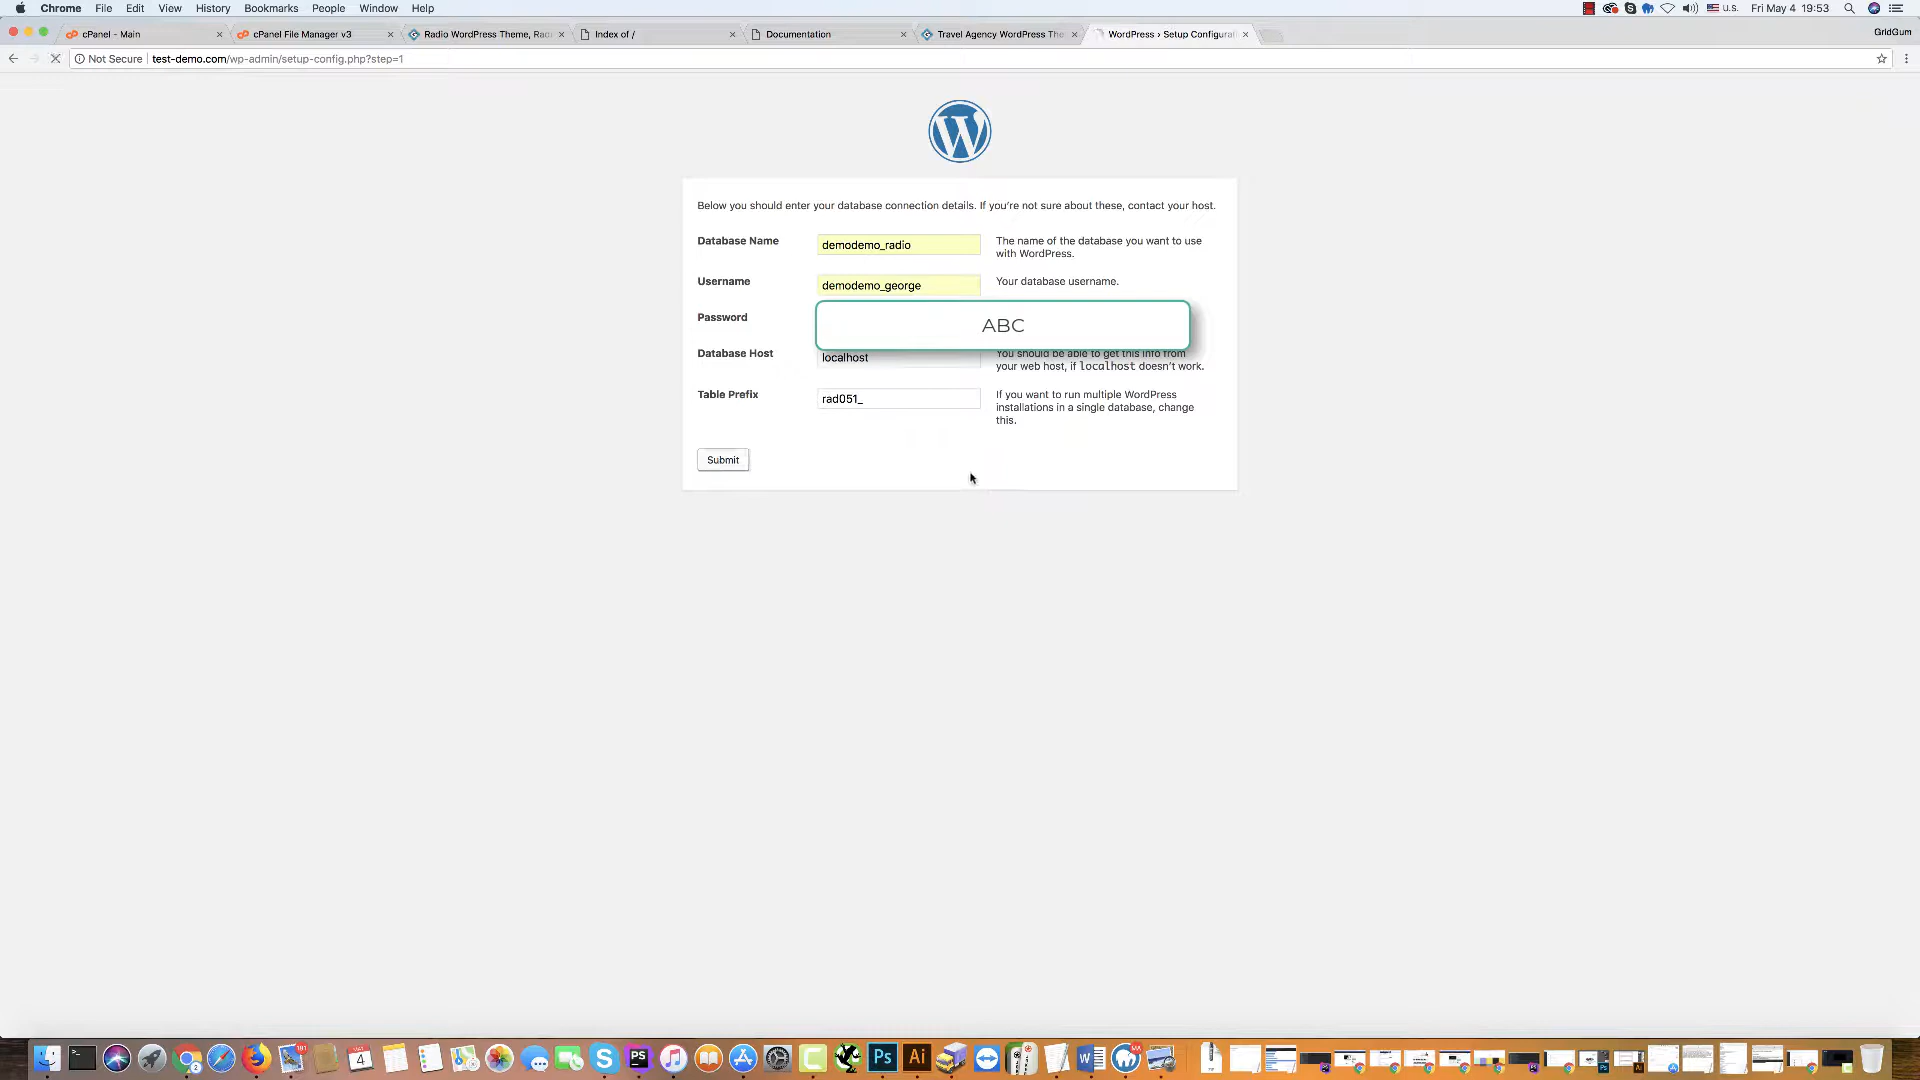 Chrome File Edit View History Bookmarks People Window Help U.S. Fri May 4 19:53
cPanel - Main
cPanel File Manager v3
Radio WordPress Theme, Rad
Index of /
Documentation
Travel Agency WordPress The
WordPress › Setup Configurat
GridGum
Not Secure test-demo.com/wp-admin/setup-config.php?step=1
Below you should enter your database connection details. If you're not sure about these, contact your host.
Database Name demodemo_radio The name of the database you want to use
with WordPress.
Username demodemo_george Your database username.
Password ABC
Database Host localhost You should be able to get this info from
your web host, if localhost doesn't work.
Table Prefix rad051_ If you want to run multiple WordPress
installations in a single database, change
this.
Submit